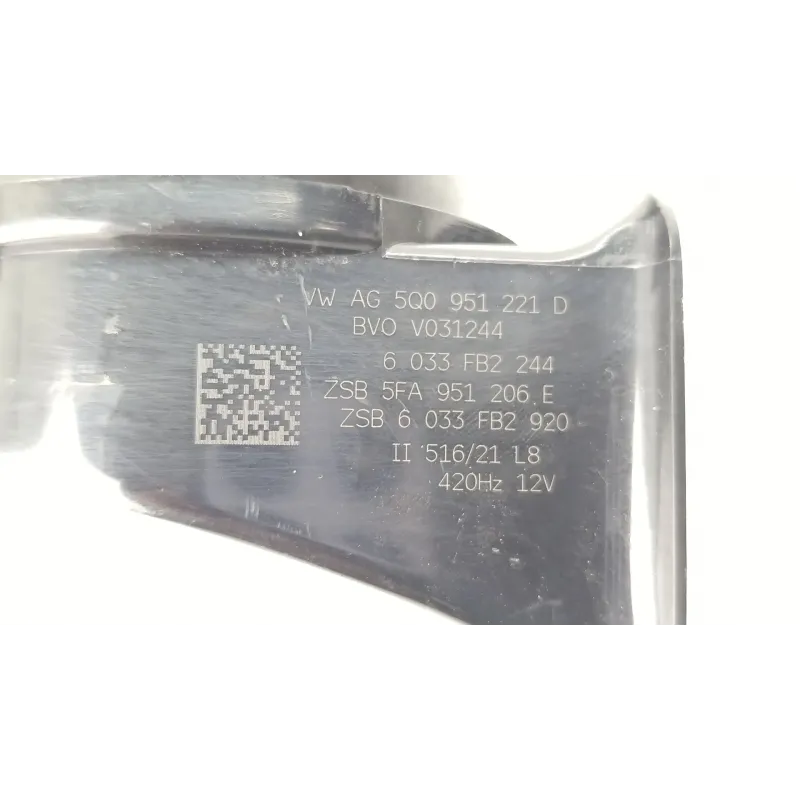 VW AG 5Q0 951 221 D
BVO V031244
6 033 FB2 244
ZSB 5FA 951 206 E
ZSB 6 033 FB2 920
II 516/21 L8
420Hz 12V